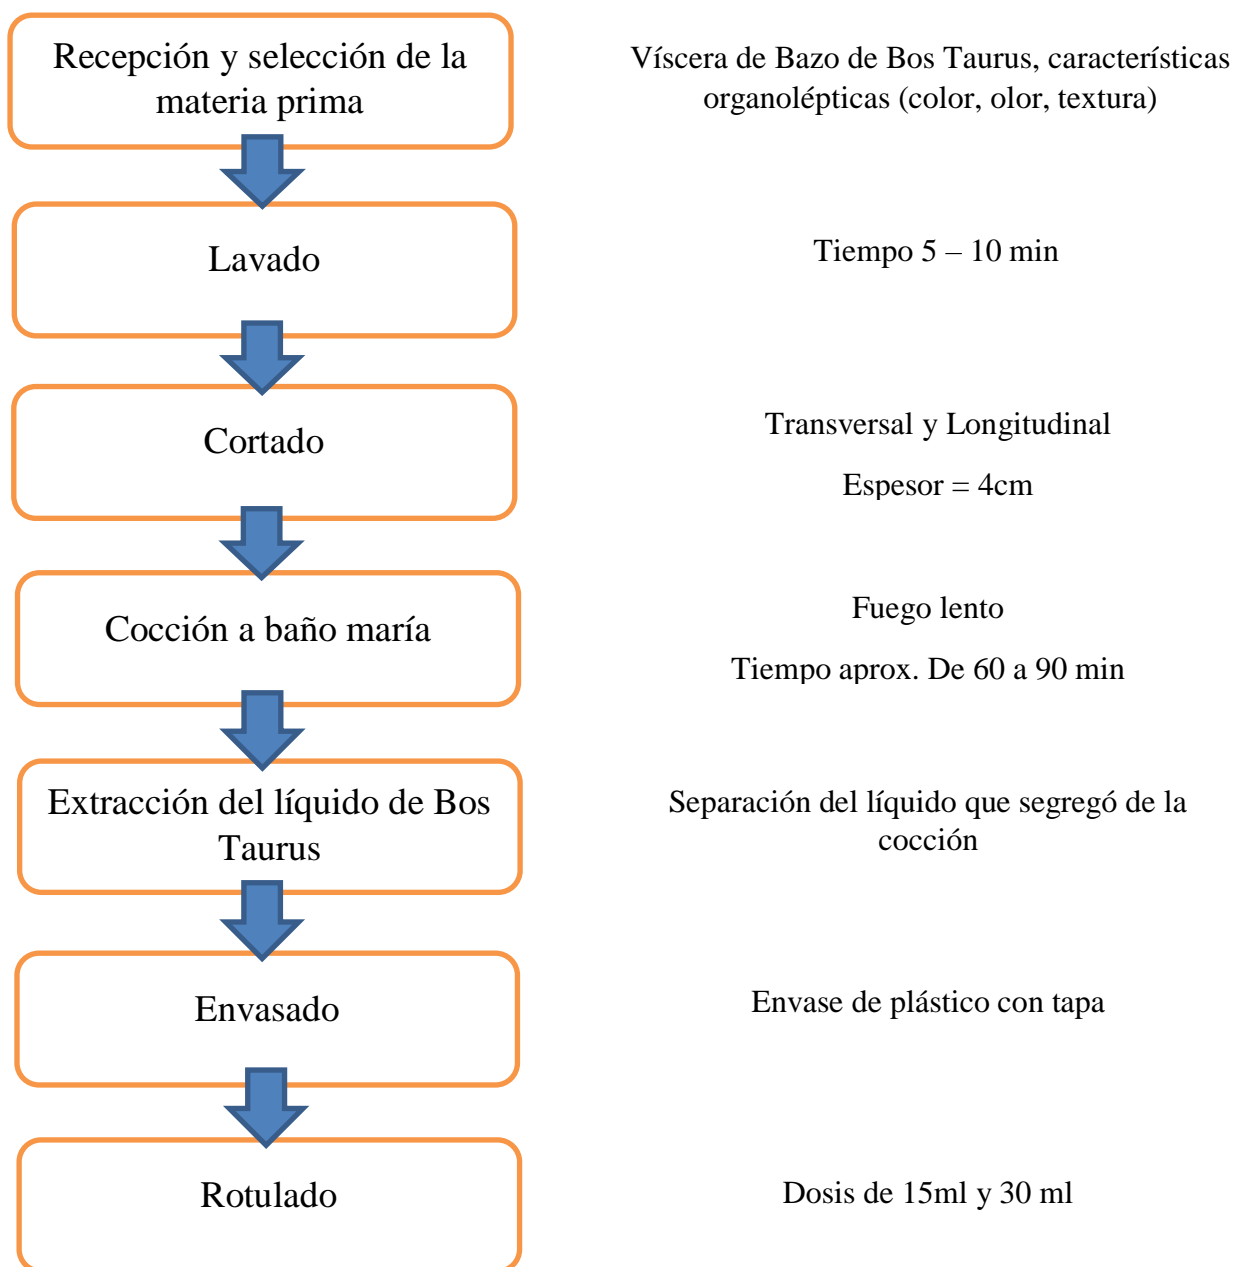 Recepción y selección de la
materia prima
Víscera de Bazo de Bos Taurus, características
organolépticas (color, olor, textura)
Lavado
Tiempo 5 – 10 min
Cortado
Transversal y Longitudinal
Espesor = 4cm
Cocción a baño maría
Fuego lento
Tiempo aprox. De 60 a 90 min
Extracción del líquido de Bos
Taurus
Separación del líquido que segregó de la
cocción
Envasado
Envase de plástico con tapa
Rotulado
Dosis de 15ml y 30 ml